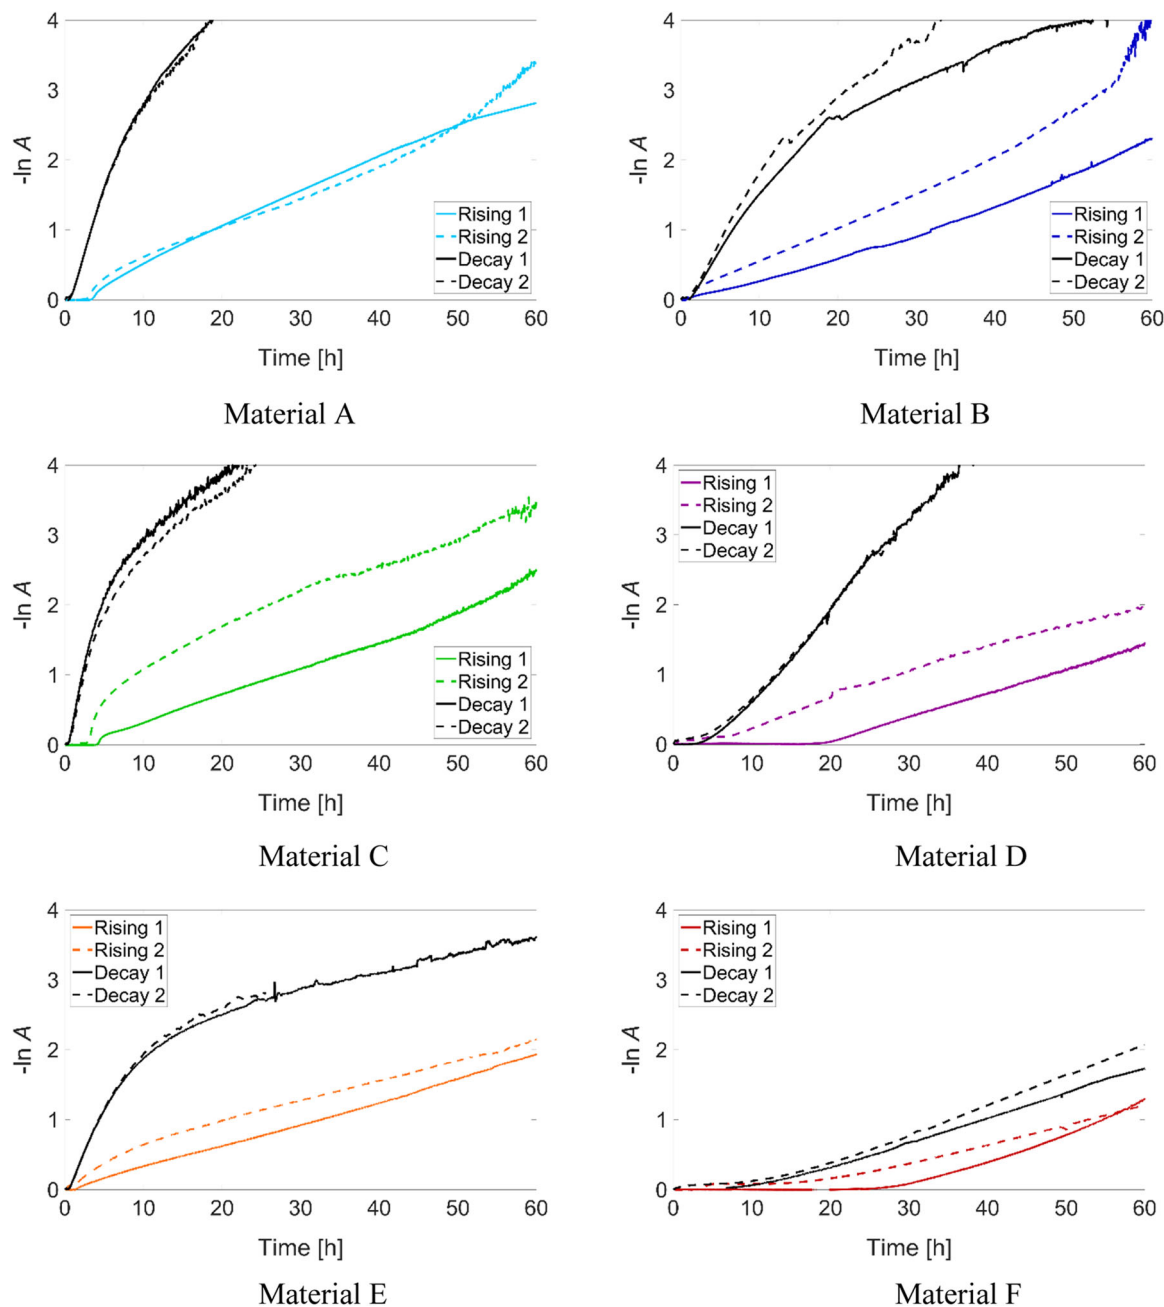 4
3
2
1
0
-ln A
Rising 1
Rising 2
Decay 1
Decay 2
0 10 20 30 40 50 60
Time [h]
Material A
4
3
2
1
0
-ln A
Rising 1
Rising 2
Decay 1
Decay 2
0 10 20 30 40 50 60
Time [h]
Material B
4
3
2
1
0
-ln A
Rising 1
Rising 2
Decay 1
Decay 2
0 10 20 30 40 50 60
Time [h]
Material C
4
3
2
1
0
-ln A
Rising 1
Rising 2
Decay 1
Decay 2
0 10 20 30 40 50 60
Time [h]
Material D
4
3
2
1
0
-ln A
Rising 1
Rising 2
Decay 1
Decay 2
0 10 20 30 40 50 60
Time [h]
Material E
4
3
2
1
0
-ln A
Rising 1
Rising 2
Decay 1
Decay 2
0 10 20 30 40 50 60
Time [h]
Material F